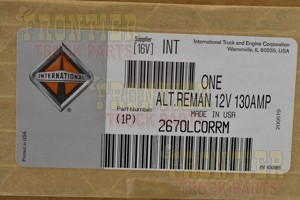 FRONTIER
TRUCK PARTS
Supplier
(16V)
INT
International Truck and Engine Corporation
Warrenville, IL 60555, USA
INTERNATIONAL
ONE
ALT,REMAN 12V 130AMP
Part Number
(1P)
MADE IN USA
2670LCORRM
Printed in USA